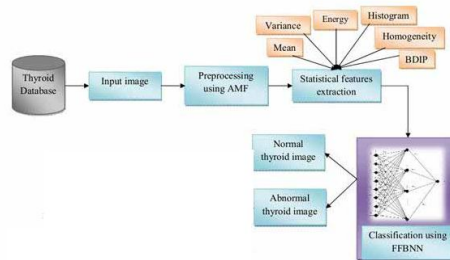 Variance
Energy
Histogram
Mean
Homogeneity
BDIP
Thyroid
Database
Input image
Preprocessing
using AMF
Statistical features
extraction
Normal
thyroid image
Abnormal
thyroid image
Classification using
FFBNN